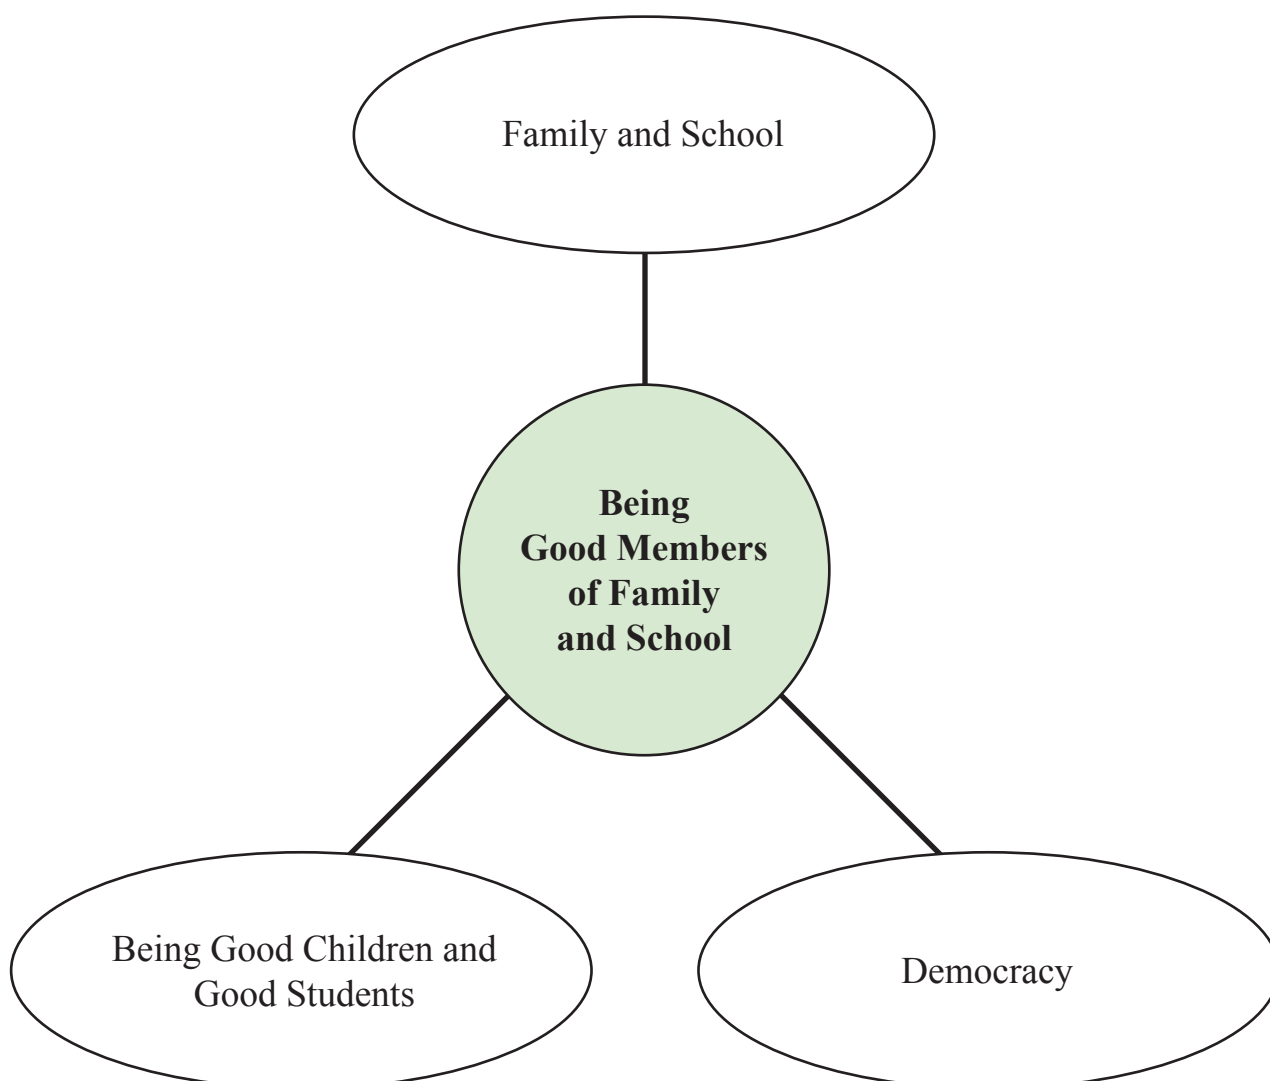 Family and School
Being
Good Members
of Family
and School
Being Good Children and
Good Students
Democracy